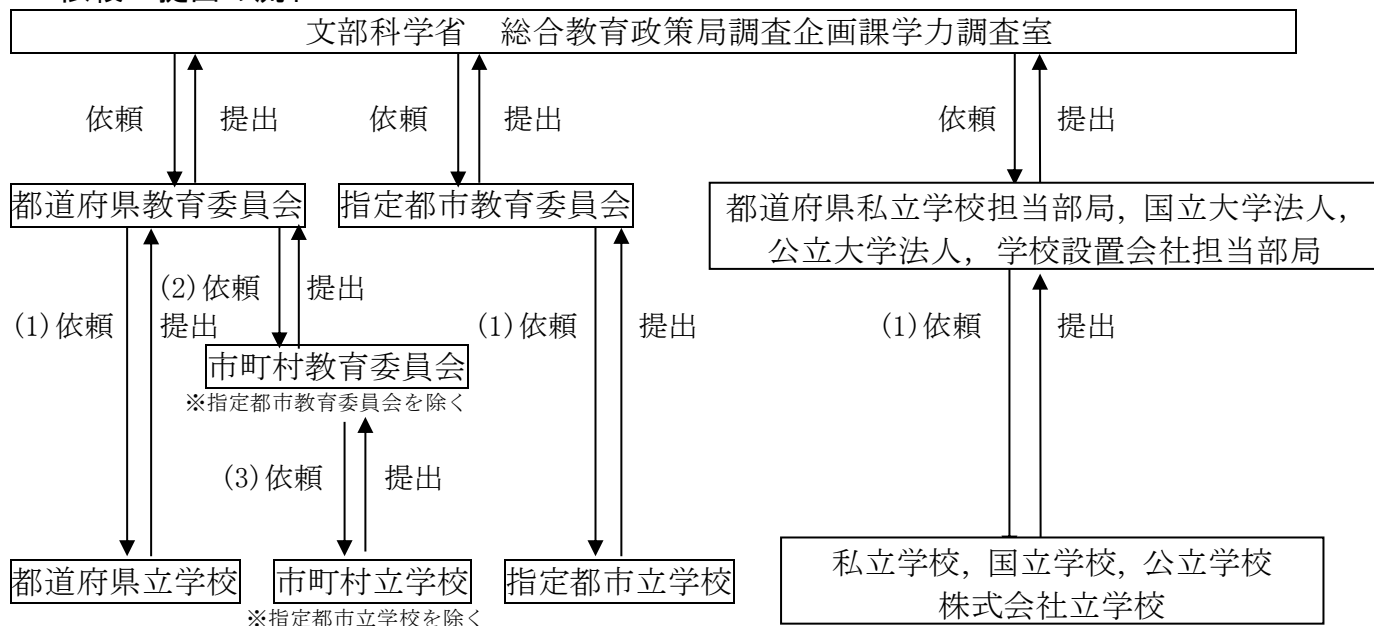 文部科学省　総合教育政策局調査企画課学力調査室
依頼　提出　依頼　提出　依頼　提出
都道府県教育委員会　指定都市教育委員会
都道府県私立学校担当部局，国立大学法人，
公立大学法人，学校設置会社担当部局
(2)依頼　提出
(1)依頼　提出　(1)依頼　提出　(1)依頼　提出
市町村教育委員会
※指定都市教育委員会を除く
(3)依頼　提出
都道府県立学校　市町村立学校　指定都市立学校
※指定都市立学校を除く
私立学校，国立学校，公立学校
株式会社立学校